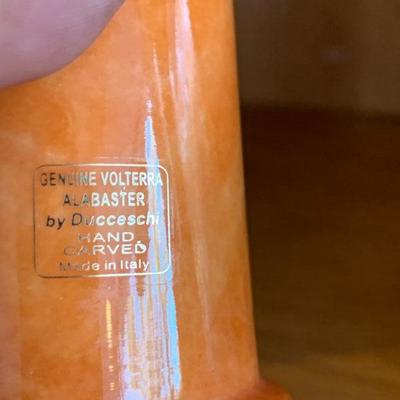 GENUINE VOLTERRA
ALABASTER
by Ducceschi
HAND
CARVED
Made in Italy